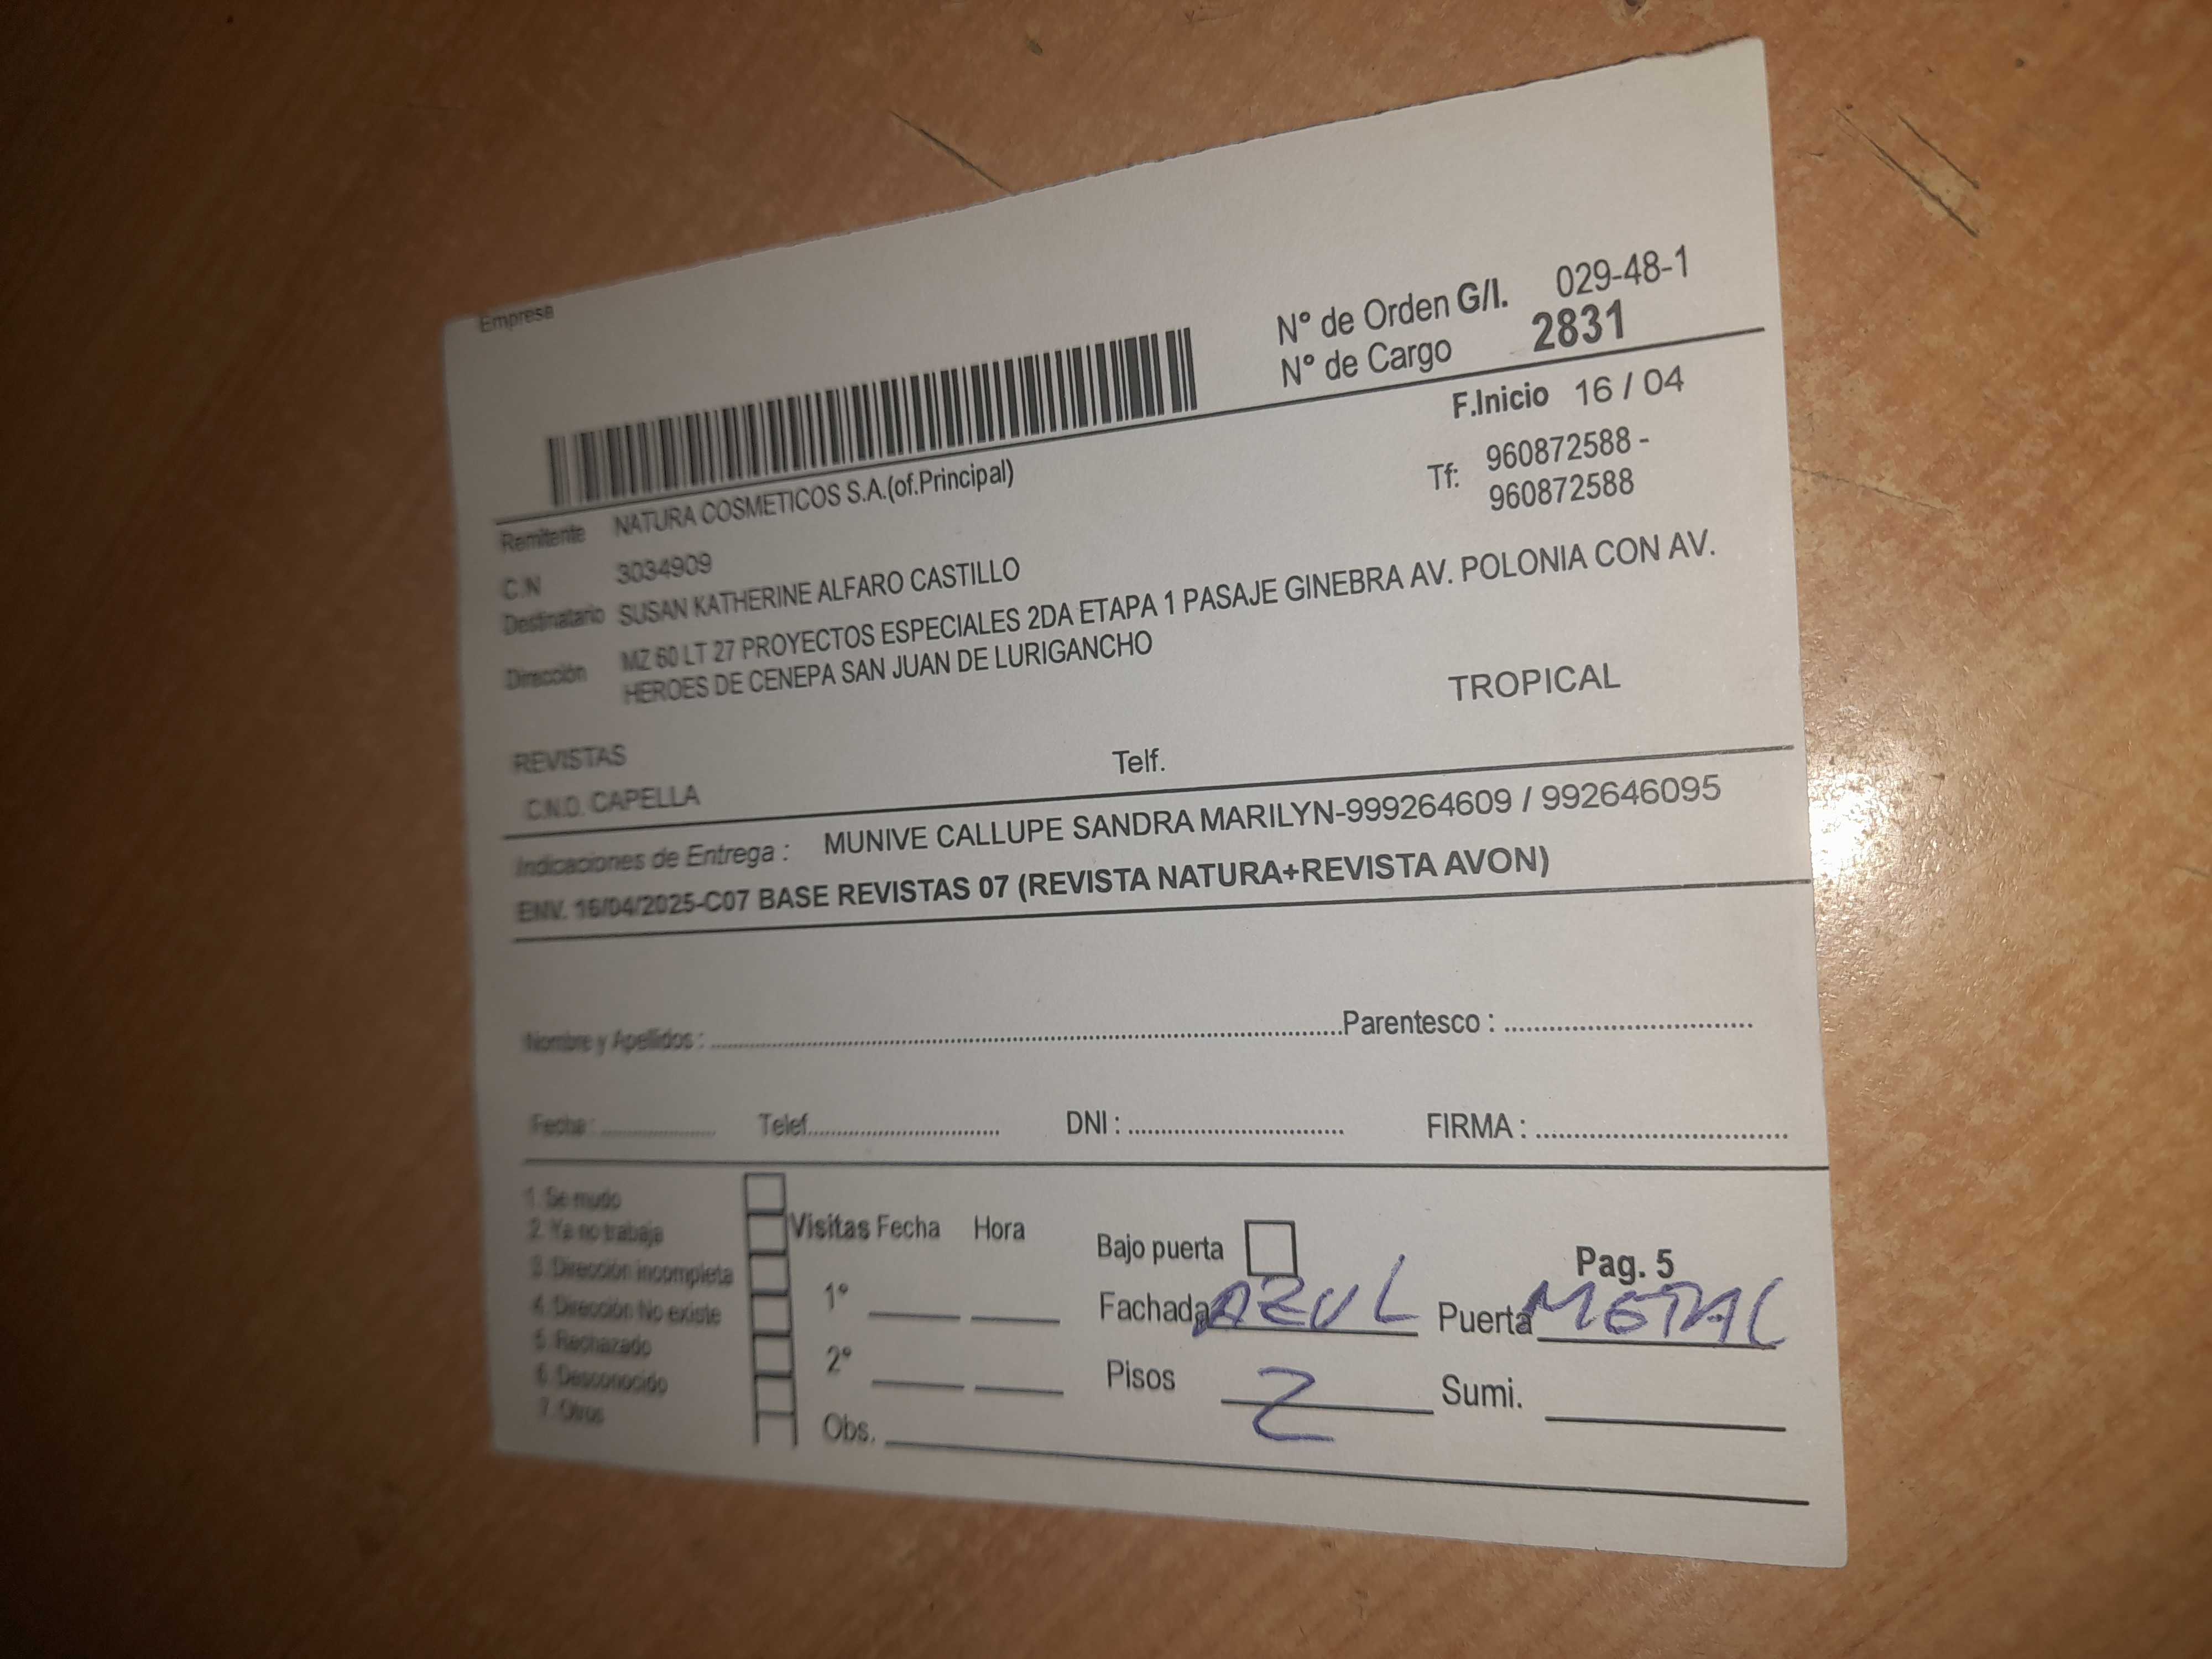 Empresa
Nº de Orden G/I. 029-48-1
Nº de Cargo 2831
F.Inicio 16 / 04
Remitente NATURA COSMETICOS S.A.(of.Principal)
Tf: 960872588 -
960872588
C.N 3034909
Destinatario SUSAN KATHERINE ALFARO CASTILLO
Dirección MZ 60 LT 27 PROYECTOS ESPECIALES 2DA ETAPA 1 PASAJE GINEBRA AV. POLONIA CON AV.
HEROES DE CENEPA SAN JUAN DE LURIGANCHO
TROPICAL
REVISTAS
C.N.O. CAPELLA Telf.
Indicaciones de Entrega : MUNIVE CALLUPE SANDRA MARILYN-999264609 / 992646095
ENV. 16/04/2025-C07 BASE REVISTAS 07 (REVISTA NATURA+REVISTA AVON)
Nombre y Apellidos : Parentesco :
Fecha : Telef. DNI : FIRMA :
1. Se mudo
2. Ya no trabaja
3. Dirección incompleta
4. Dirección No existe
5. Rechazado
6. Desconocido
7. Otros
Visitas Fecha Hora
1º
2º
Obs.
Bajo puerta Pag. 5
Fachada AZUL Puerta METAL
Pisos 2 Sumi.